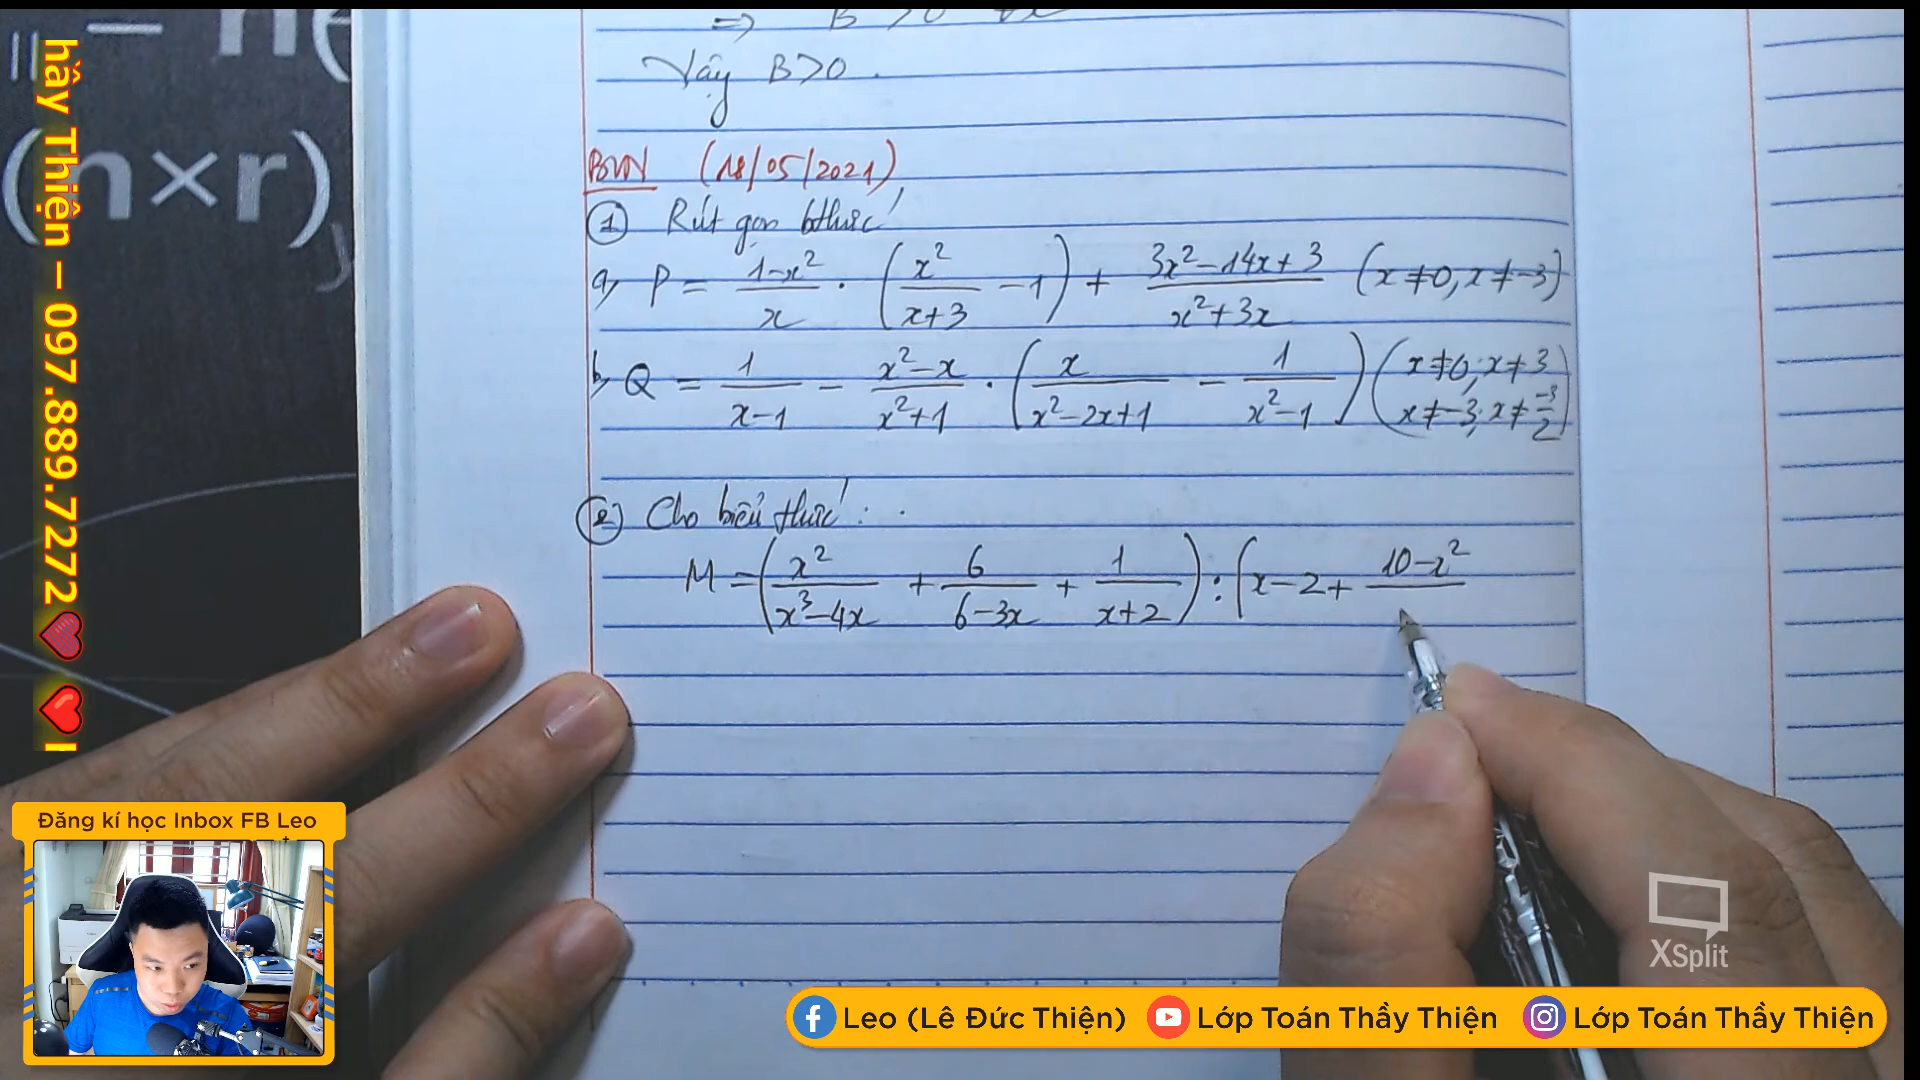 => B > 0 ∀x
Vậy B>0.
BVN (18/05/2021)
① Rút gọn bthức
a, P = (1-x²)/x · (x²/(x+3) - 1) + (3x²-14x+3)/(x²+3x) (x≠0, x≠-3)
b, Q = 1/(x-1) - (x²-x)/(x²+1) · (x/(x²-2x+1) - 1/(x²-1)) (x≠0; x≠3; x≠-3; x≠-3/2)
② Cho biểu thức:
M = (x²/(x³-4x) + 6/(6-3x) + 1/(x+2)) : (x-2+ (10-x²)/
hầy Thiện – 097.889.7272
(n×r)
Đăng kí học Inbox FB Leo
XSplit
Leo (Lê Đức Thiện) Lớp Toán Thầy Thiện Lớp Toán Thầy Thiện